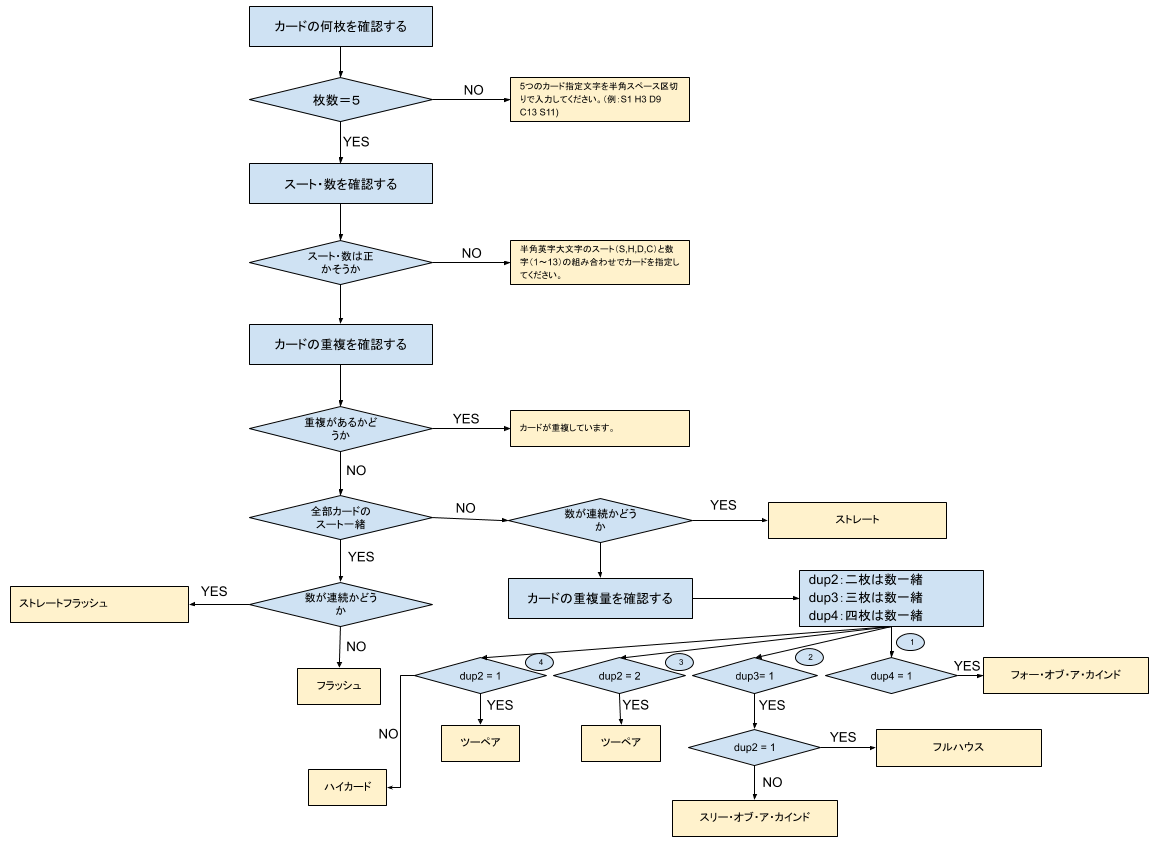 カードの何枚を確認する
枚数＝５
NO
5つのカード指定文字を半角スペース区切
りで入力してください。（例：S1 H3 D9
C13 S11)
YES
スート・数を確認する
スート・数は正
かそうか
NO
半角英字大文字のスート（S,H,D,C）と数
字（1〜13）の組み合わせでカードを指定し
てください。
カードの重複を確認する
重複があるかど
うか
YES
カードが重複しています。
NO
全部カードの
スート一緒
NO
数が連続かどう
か
YES
ストレート
YES
数が連続かどう
か
YES
ストレートフラッシュ
NO
フラッシュ
カードの重複量を確認する
dup2：二枚は数一緒
dup3：三枚は数一緒
dup4：四枚は数一緒
1
dup4 = 1
YES
フォー・オブ・ア・カインド
2
dup3= 1
YES
dup2 = 1
YES
フルハウス
NO
スリー・オブ・ア・カインド
3
dup2 = 2
YES
ツーペア
4
dup2 = 1
YES
ツーペア
NO
ハイカード